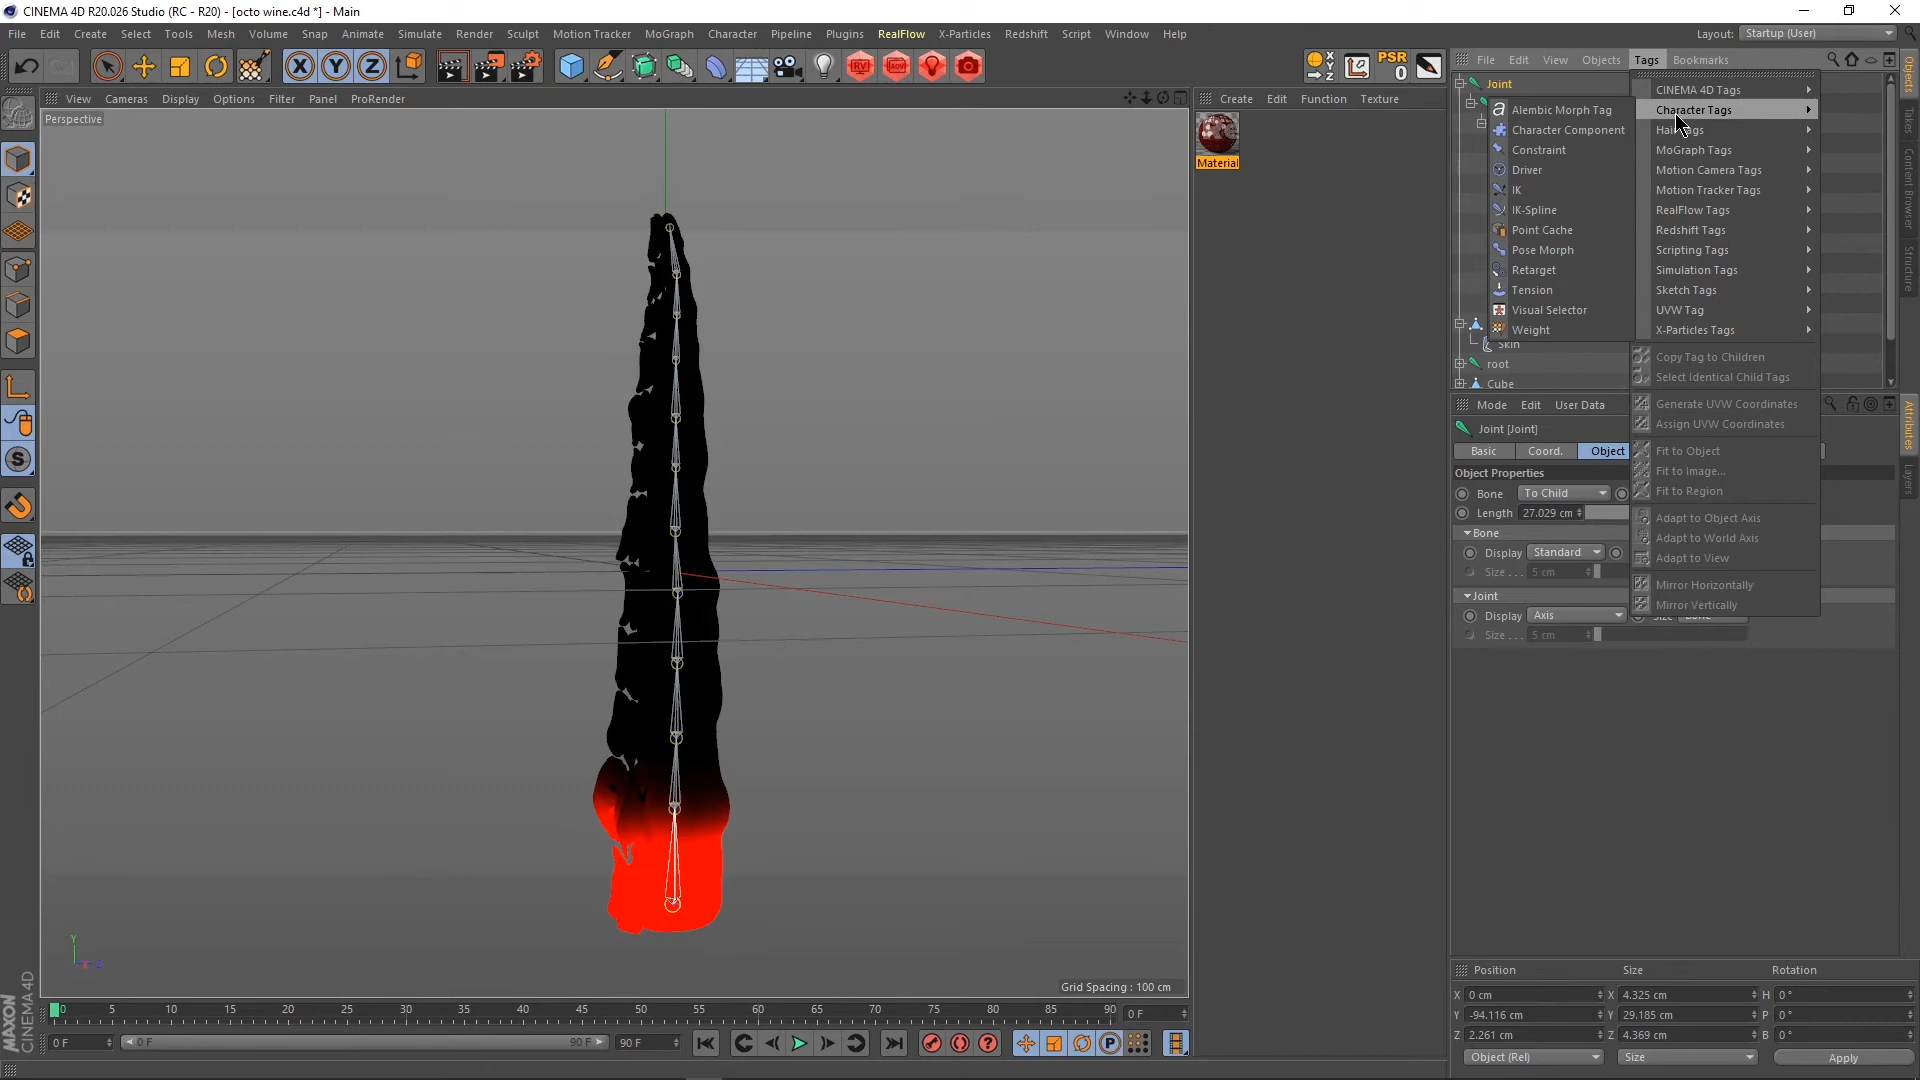 CINEMA 4D R20.026 Studio (RC - R20) - [octo wine.c4d *] - Main
File Edit Create Select Tools Mesh Volume Snap Animate Simulate Render Sculpt Motion Tracker MoGraph Character Pipeline Plugins RealFlow X-Particles Redshift Script Window Help
Layout: Startup (User)
X Y Z
RV AOV
X Y Z
PSR
0
View Cameras Display Options Filter Panel ProRender
Perspective
Grid Spacing : 100 cm
Y
Create Edit Function Texture
Material
File Edit View Objects Tags Bookmarks
Joint
Skin
root
Cube
Alembic Morph Tag
Character Component
Constraint
Driver
IK
IK-Spline
Point Cache
Pose Morph
Retarget
Tension
Visual Selector
Weight
CINEMA 4D Tags
Character Tags
MoGraph Tags
Motion Camera Tags
Motion Tracker Tags
RealFlow Tags
Redshift Tags
Scripting Tags
Simulation Tags
Sketch Tags
UVW Tag
X-Particles Tags
Copy Tag to Children
Select Identical Child Tags
Generate UVW Coordinates
Assign UVW Coordinates
Fit to Object
Fit to Image...
Fit to Region
Adapt to Object Axis
Adapt to World Axis
Adapt to View
Mirror Horizontally
Mirror Vertically
Mode Edit User Data
Joint [Joint]
Basic Coord. Object
Object Properties
Bone To Child
Length 27.029 cm
Bone
Display Standard
Size . . . 5 cm
Joint
Display Axis
Size . . . 5 cm
Position Size Rotation
X 0 cm X 4.325 cm H 0 °
Y -94.116 cm Y 29.185 cm P 0 °
Z 2.261 cm Z 4.369 cm B 0 °
Object (Rel) Size Apply
0 5 10 15 20 25 30 35 40 45 50 55 60 65 70 75 80 85 90 0 F
0 F 0 F 90 F 90 F
P
S
MAXON
CINEMA 4D
Objects
Takes
Content Browser
Structure
Attributes
Layers